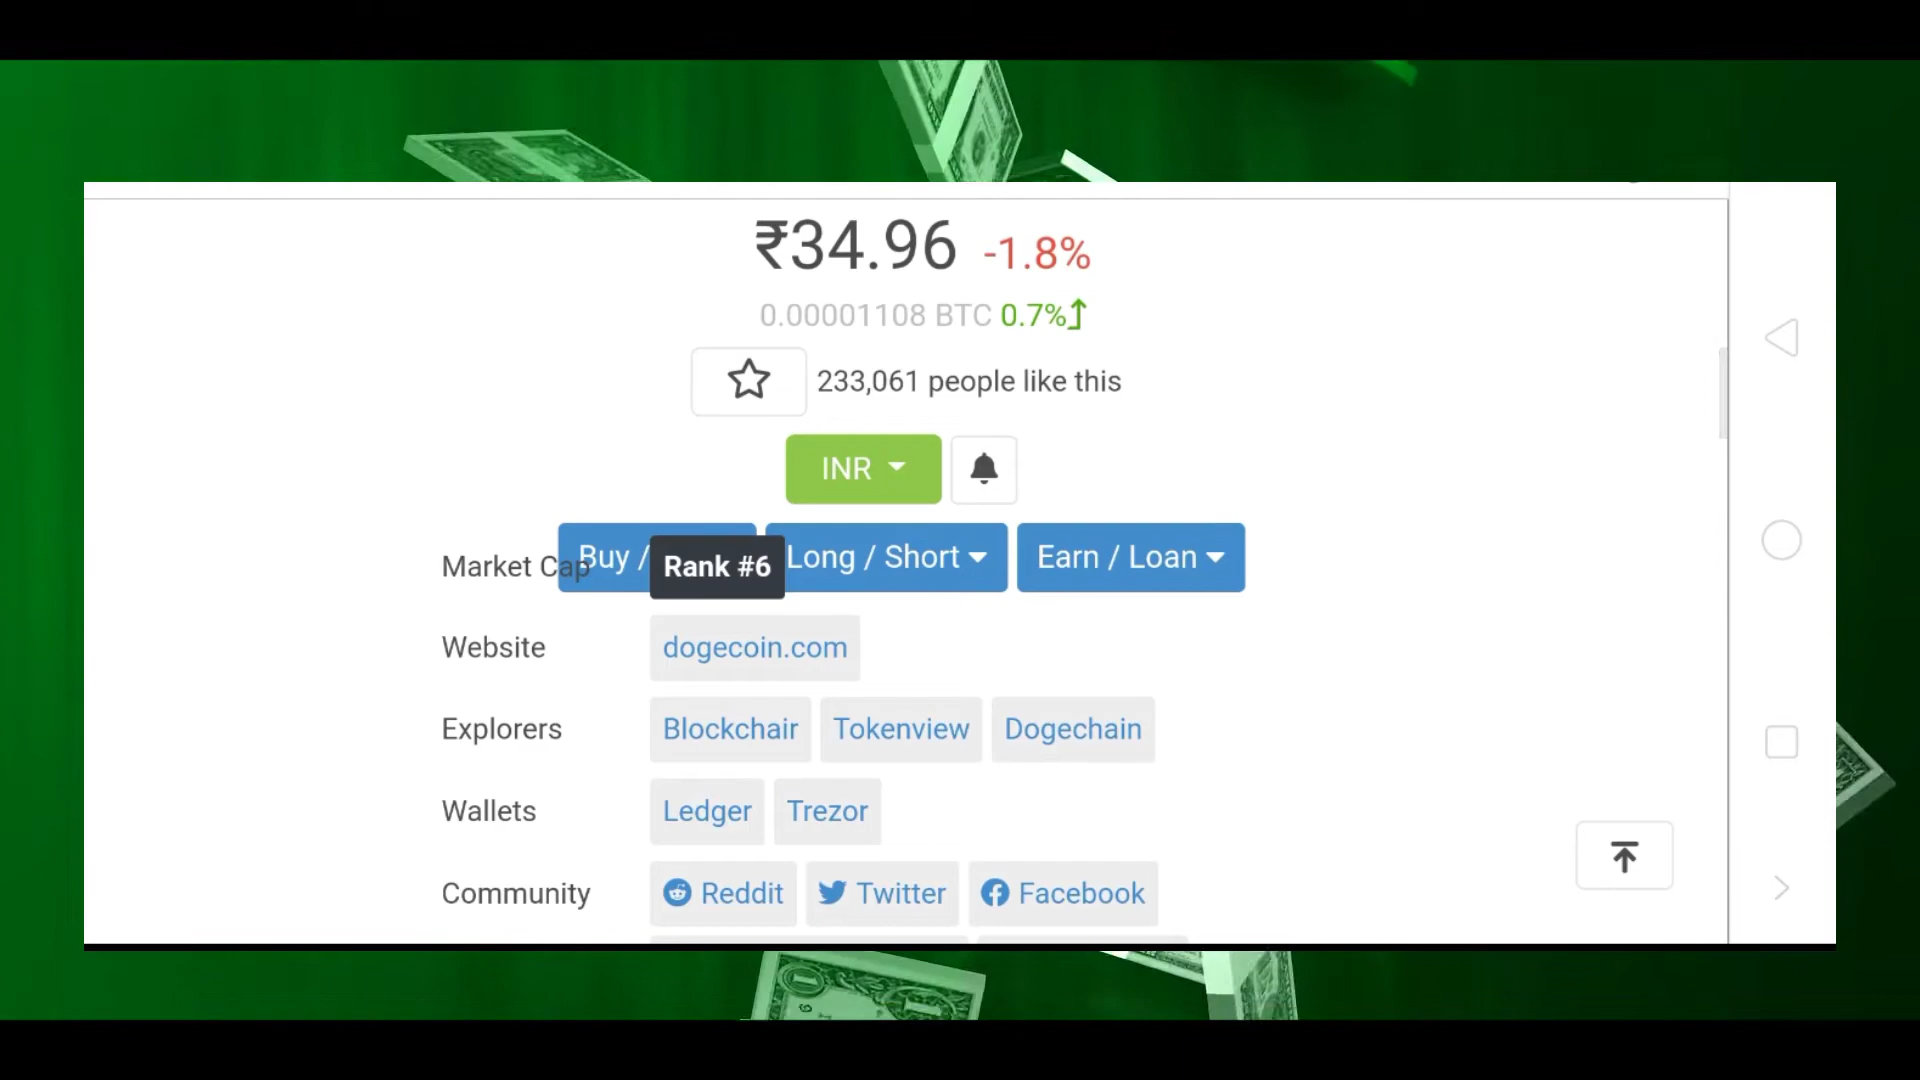 ₹34.96 -1.8%
0.00001108 BTC 0.7%
233,061 people like this
INR
Market Cap Buy / Rank #6 Long / Short Earn / Loan
Website dogecoin.com
Explorers Blockchair Tokenview Dogechain
Wallets Ledger Trezor
Community Reddit Twitter Facebook